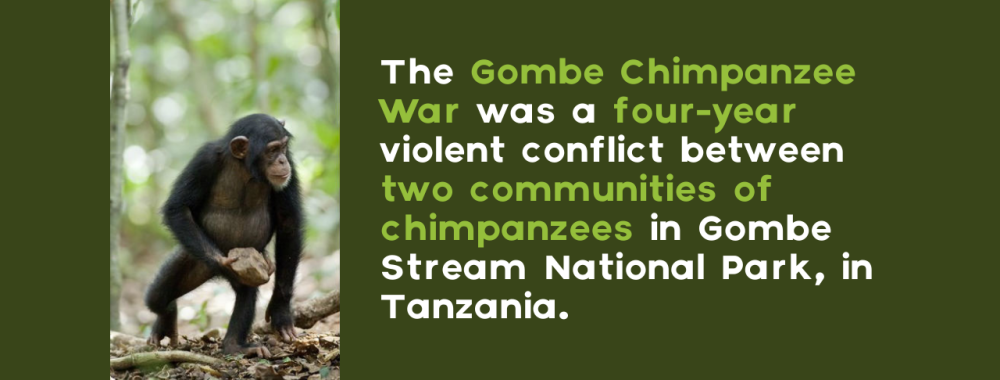 The Gombe Chimpanzee
War was a four-year
violent conflict between
two communities of
chimpanzees in Gombe
Stream National Park, in
Tanzania.